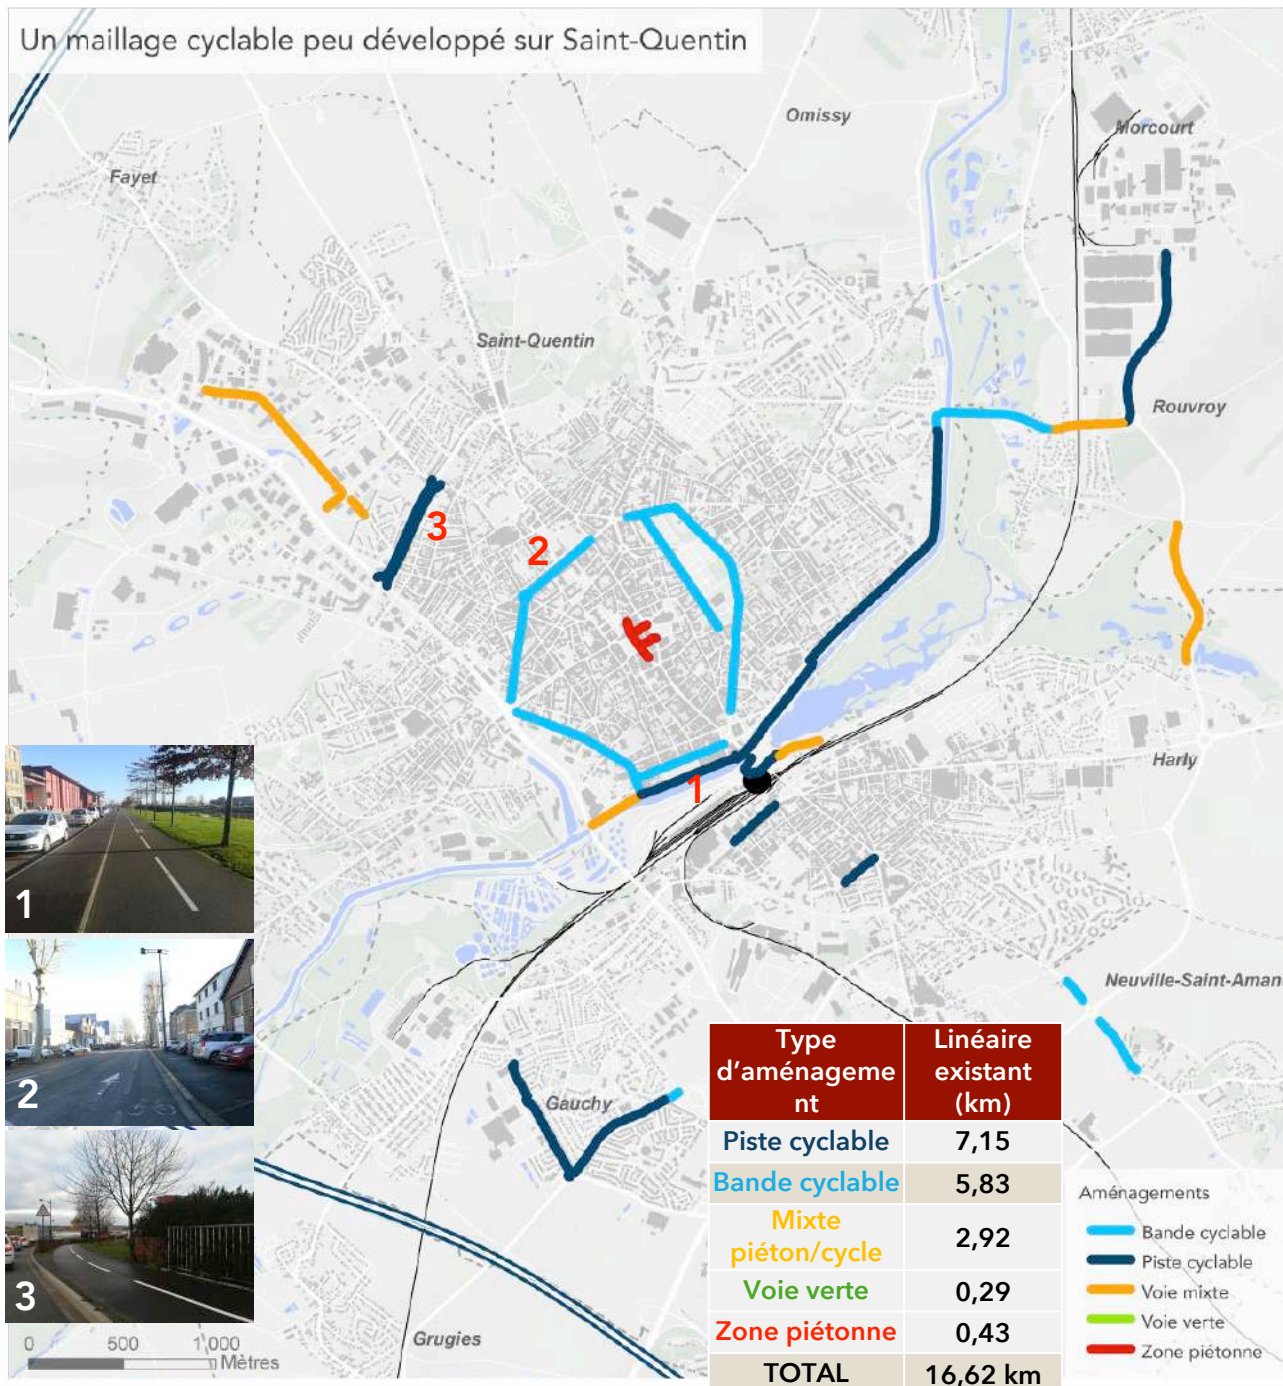 Un maillage cyclable peu développé sur Saint-Quentin
Omissy
Morcourt
Fayet
Saint-Quentin
Rouvroy
3
2
1
Harly
Neuville-Saint-Aman
Gauchy
Grugies
1
2
3
0 500 1,000
Mètres
Type d'aménageme nt
Linéaire existant (km)
Piste cyclable 7,15
Bande cyclable 5,83
Mixte piéton/cycle 2,92
Voie verte 0,29
Zone piétonne 0,43
TOTAL 16,62 km
Aménagements
Bande cyclable
Piste cyclable
Voie mixte
Voie verte
Zone piétonne